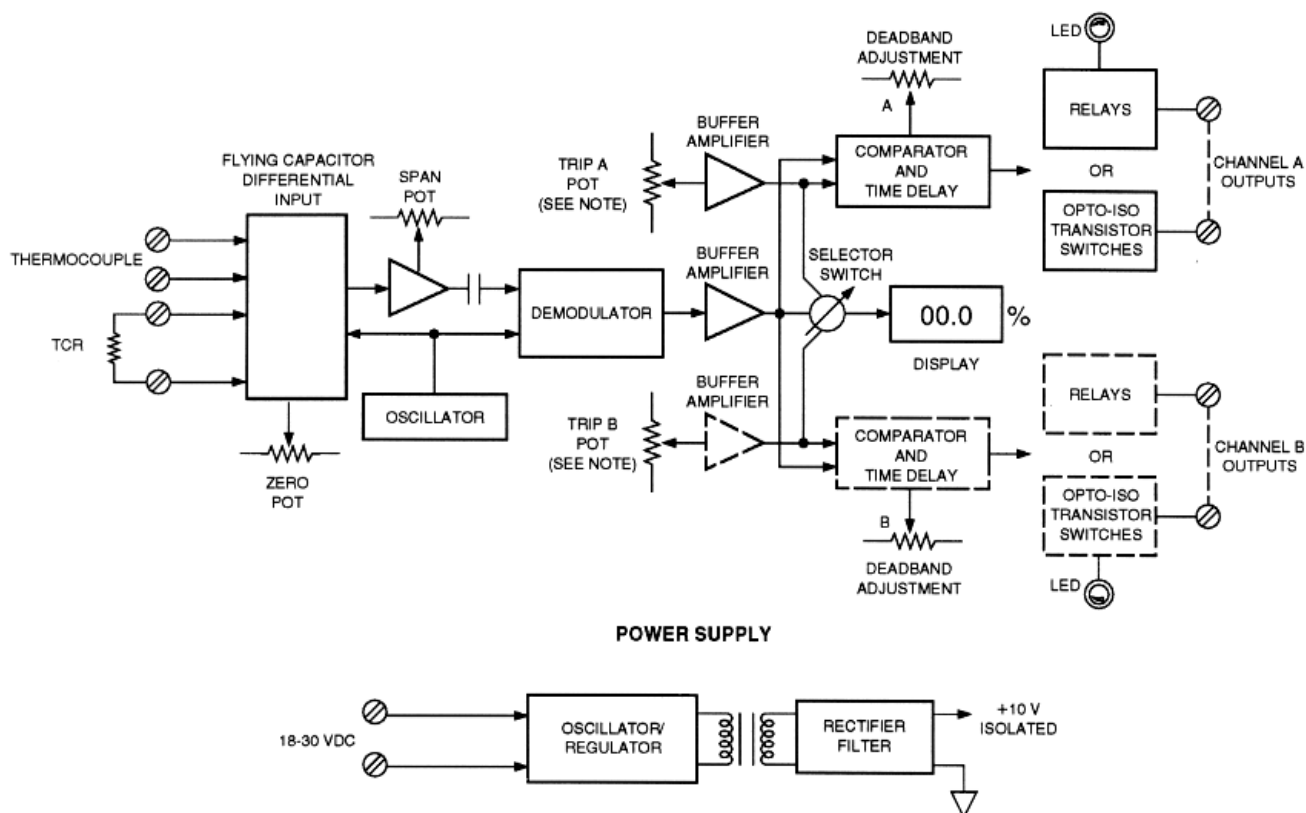 LED
DEADBAND
ADJUSTMENT
A
RELAYS
BUFFER
AMPLIFIER
FLYING CAPACITOR
DIFFERENTIAL
INPUT
TRIP A
POT
(SEE NOTE)
COMPARATOR
AND
TIME DELAY
CHANNEL A
OUTPUTS
OR
SPAN
POT
OPTO-ISO
TRANSISTOR
SWITCHES
THERMOCOUPLE
BUFFER
AMPLIFIER
SELECTOR
SWITCH
DEMODULATOR
00.0 %
DISPLAY
TCR
OSCILLATOR
BUFFER
AMPLIFIER
RELAYS
TRIP B
POT
(SEE NOTE)
COMPARATOR
AND
TIME DELAY
CHANNEL B
OUTPUTS
OR
ZERO
POT
OPTO-ISO
TRANSISTOR
SWITCHES
B
DEADBAND
ADJUSTMENT
LED
POWER SUPPLY
18-30 VDC
OSCILLATOR/
REGULATOR
RECTIFIER
FILTER
+10 V
ISOLATED